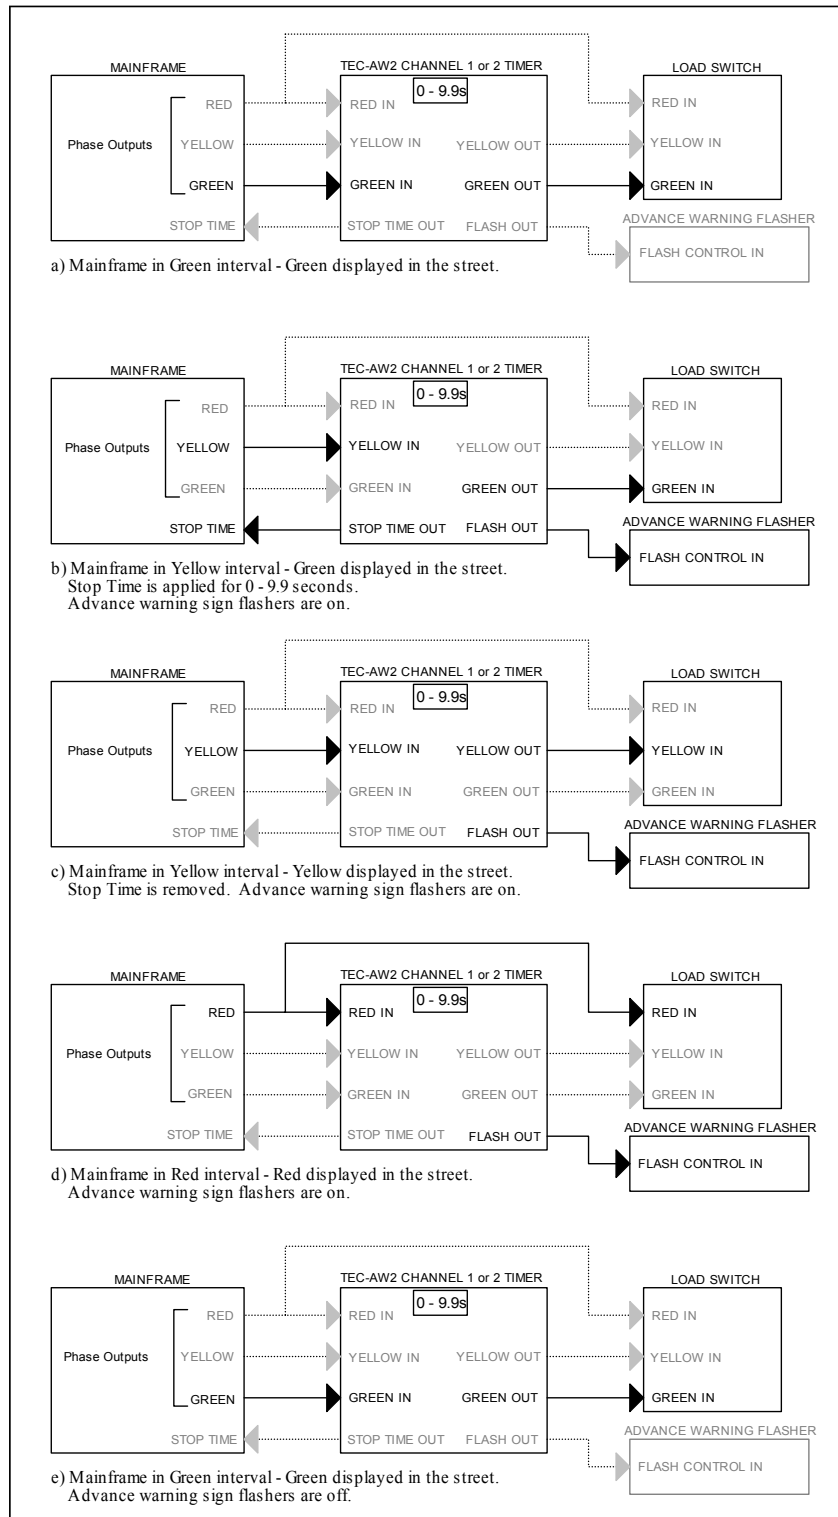 MAINFRAME TEC-AW2 CHANNEL 1 or 2 TIMER LOAD SWITCH
0 - 9.9s
RED RED IN RED IN
Phase Outputs YELLOW YELLOW IN YELLOW OUT YELLOW IN
GREEN GREEN IN GREEN OUT GREEN IN
STOP TIME STOP TIME OUT FLASH OUT ADVANCE WARNING FLASHER
FLASH CONTROL IN
a) Mainframe in Green interval - Green displayed in the street.
MAINFRAME TEC-AW2 CHANNEL 1 or 2 TIMER LOAD SWITCH
0 - 9.9s
RED RED IN RED IN
Phase Outputs YELLOW YELLOW IN YELLOW OUT YELLOW IN
GREEN GREEN IN GREEN OUT GREEN IN
STOP TIME STOP TIME OUT FLASH OUT ADVANCE WARNING FLASHER
FLASH CONTROL IN
b) Mainframe in Yellow interval - Green displayed in the street.
Stop Time is applied for 0 - 9.9 seconds.
Advance warning sign flashers are on.
MAINFRAME TEC-AW2 CHANNEL 1 or 2 TIMER LOAD SWITCH
0 - 9.9s
RED RED IN RED IN
Phase Outputs YELLOW YELLOW IN YELLOW OUT YELLOW IN
GREEN GREEN IN GREEN OUT GREEN IN
STOP TIME STOP TIME OUT FLASH OUT ADVANCE WARNING FLASHER
FLASH CONTROL IN
c) Mainframe in Yellow interval - Yellow displayed in the street.
Stop Time is removed. Advance warning sign flashers are on.
MAINFRAME TEC-AW2 CHANNEL 1 or 2 TIMER LOAD SWITCH
0 - 9.9s
RED RED IN RED IN
Phase Outputs YELLOW YELLOW IN YELLOW OUT YELLOW IN
GREEN GREEN IN GREEN OUT GREEN IN
STOP TIME STOP TIME OUT FLASH OUT ADVANCE WARNING FLASHER
FLASH CONTROL IN
d) Mainframe in Red interval - Red displayed in the street.
Advance warning sign flashers are on.
MAINFRAME TEC-AW2 CHANNEL 1 or 2 TIMER LOAD SWITCH
0 - 9.9s
RED RED IN RED IN
Phase Outputs YELLOW YELLOW IN YELLOW OUT YELLOW IN
GREEN GREEN IN GREEN OUT GREEN IN
STOP TIME STOP TIME OUT FLASH OUT ADVANCE WARNING FLASHER
FLASH CONTROL IN
e) Mainframe in Green interval - Green displayed in the street.
Advance warning sign flashers are off.